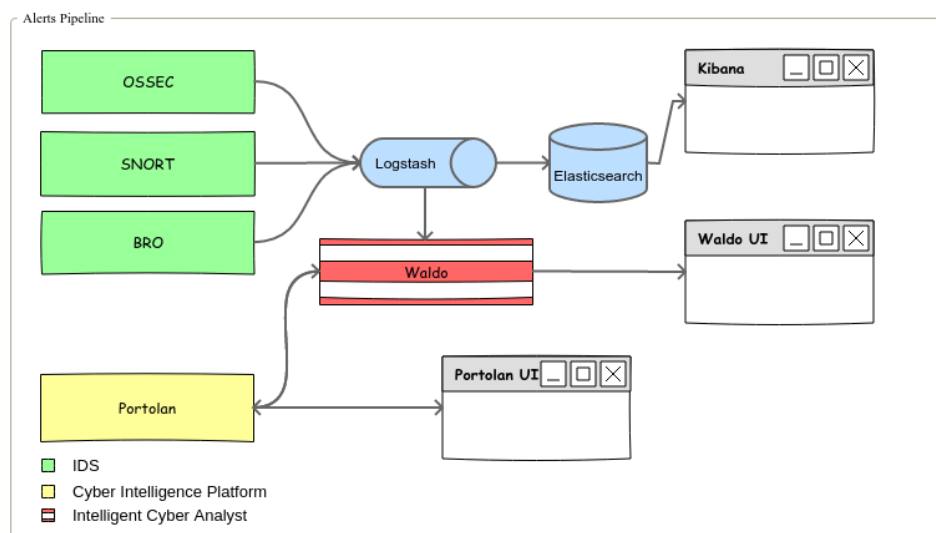 Alerts Pipeline
OSSEC
Kibana
SNORT
Logstash
Elasticsearch
BRO
Waldo UI
Waldo
Portolan UI
Portolan
IDS
Cyber Intelligence Platform
Intelligent Cyber Analyst